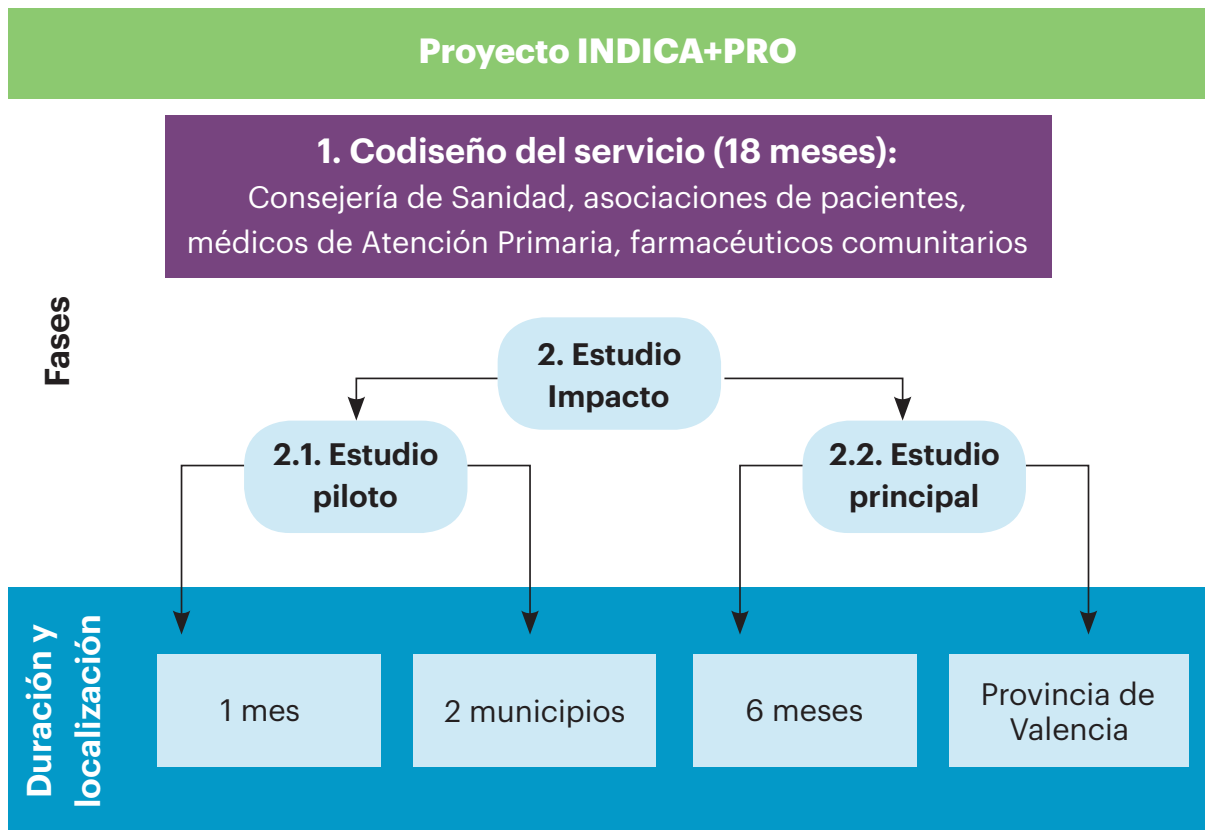 Proyecto INDICA+PRO
1. Codiseño del servicio (18 meses):
Consejería de Sanidad, asociaciones de pacientes,
médicos de Atención Primaria, farmacéuticos comunitarios
Fases
2. Estudio
Impacto
2.1. Estudio
piloto
2.2. Estudio
principal
Duración y
localización
1 mes
2 municipios
6 meses
Provincia de
Valencia